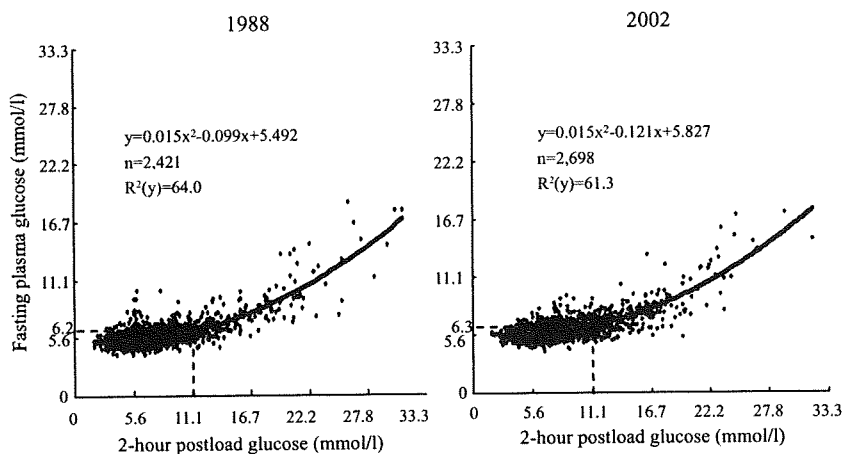 1988
Fasting plasma glucose (mmol/l)
33.3
27.8
22.2
16.7
11.1
6.2
5.6
0
y=0.015x²-0.099x+5.492
n=2,421
R²(y)=64.0
0 5.6 11.1 16.7 22.2 27.8 33.3
2-hour postload glucose (mmol/l)
2002
33.3
27.8
22.2
16.7
11.1
6.3
5.6
0
y=0.015x²-0.121x+5.827
n=2,698
R²(y)=61.3
0 5.6 11.1 16.7 22.2 27.8 33.3
2-hour postload glucose (mmol/l)